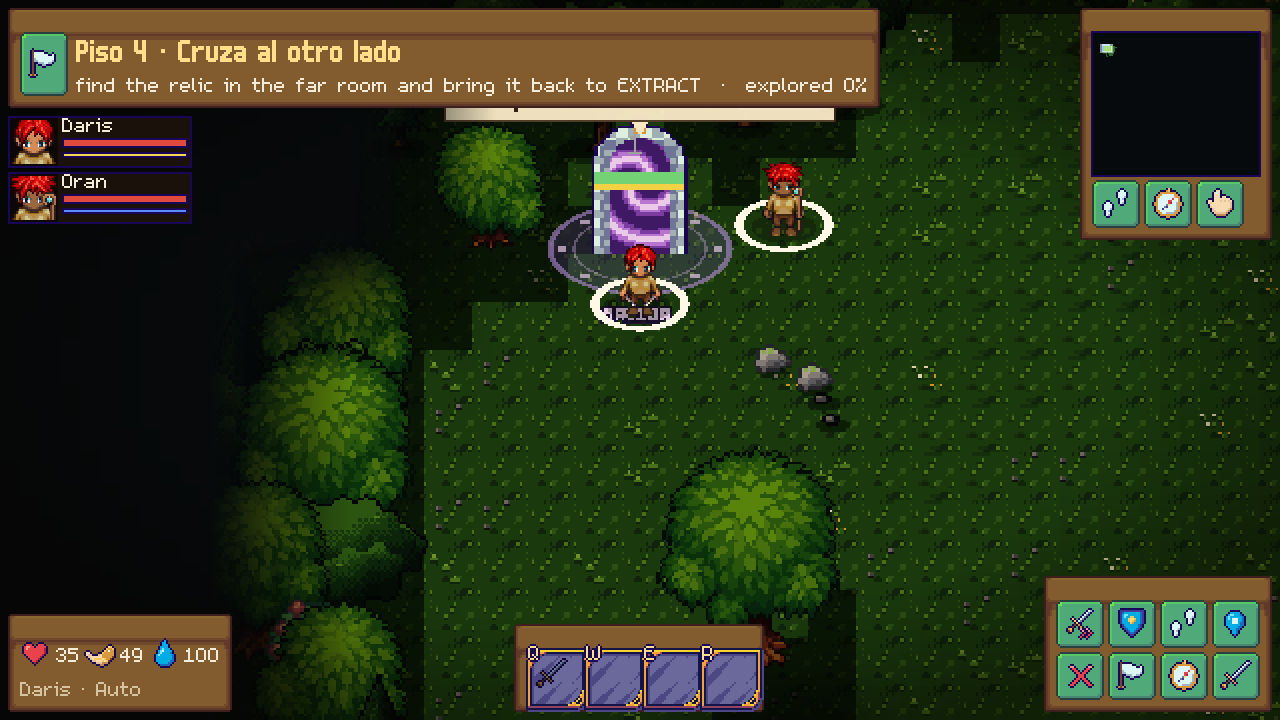 Piso 4 · Cruza al otro lado
find the relic in the far room and bring it back to EXTRACT · explored 0%
Daris
Oran
35 49 100
Daris · Auto
Q W E R